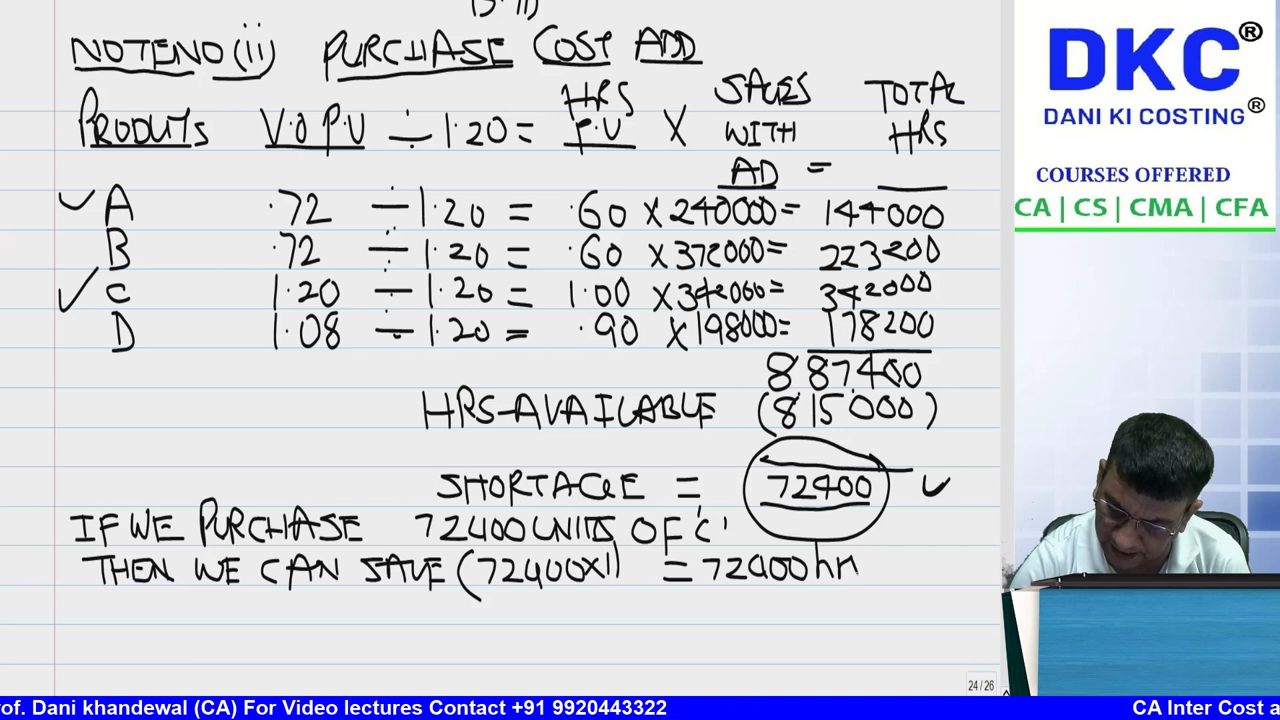 NOTENO(ii) PURCHASE COST ADD
PRODUTS V.O P.U ÷ 1.20 = HRS P.U X SALES WITH AD = TOTAL HRS
A .72 ÷ 1.20 = .60 X 240000 = 144000
B .72 ÷ 1.20 = .60 X 372000 = 223200
C 1.20 ÷ 1.20 = 1.00 X 342000 = 342000
D 1.08 ÷ 1.20 = .90 X 198000 = 178200
887400
HRS-AVAILABLE (815000)
SHORTAGE = 72400
IF WE PURCHASE 72400 UNITS OF 'C'
THEN WE CAN SAVE (72400X1) = 72400 hrs
24 / 26
DKC®
DANI KI COSTING®
COURSES OFFERED
CA | CS | CMA | CFA
rof. Dani khandewal (CA) For Video lectures Contact +91 9920443322
CA Inter Cost a